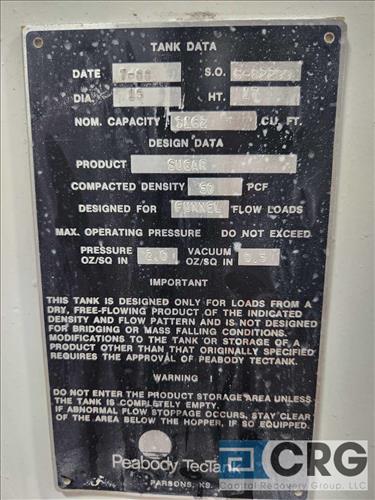 TANK DATA
DATE S.O.
DIA. HT.
NOM. CAPACITY CU. FT.
DESIGN DATA
PRODUCT SUGAR
COMPACTED DENSITY PCF
DESIGNED FOR FUNNEL FLOW LOADS
MAX. OPERATING PRESSURE DO NOT EXCEED
PRESSURE VACUUM
OZ/SQ IN OZ/SQ IN
IMPORTANT
THIS TANK IS DESIGNED ONLY FOR LOADS FROM A
DRY, FREE-FLOWING PRODUCT OF THE INDICATED
DENSITY AND FLOW PATTERN AND IS NOT DESIGNED
FOR BRIDGING OR MASS FALLING CONDITIONS.
MODIFICATIONS TO THE TANK OR STORAGE OF A
PRODUCT OTHER THAN THAT ORIGINALLY SPECIFIED
REQUIRES THE APPROVAL OF PEABODY TECTANK.
WARNING !
DO NOT ENTER THE PRODUCT STORAGE AREA UNLESS
THE TANK IS COMPLETELY EMPTY.
IF ABNORMAL FLOW STOPPAGE OCCURS, STAY CLEAR
OF THE AREA BELOW THE HOPPER, IF SO EQUIPPED.
Peabody TecTank
PARSONS, KS.
CRG
Capital Recovery Group, LLC